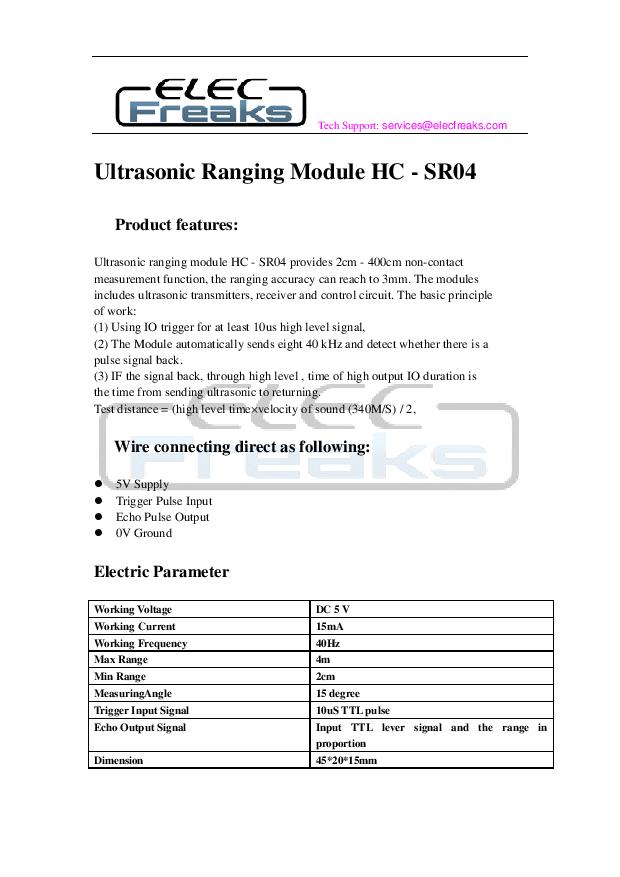 ELEC
Freaks
Tech Support: services@elecfreaks.com
Ultrasonic Ranging Module HC - SR04
Product features:
Ultrasonic ranging module HC - SR04 provides 2cm - 400cm non-contact
measurement function, the ranging accuracy can reach to 3mm. The modules
includes ultrasonic transmitters, receiver and control circuit. The basic principle
of work:
(1) Using IO trigger for at least 10us high level signal,
(2) The Module automatically sends eight 40 kHz and detect whether there is a
pulse signal back.
(3) IF the signal back, through high level , time of high output IO duration is
the time from sending ultrasonic to returning.
Test distance = (high level time×velocity of sound (340M/S) / 2,
ELEC
Freaks
Wire connecting direct as following:
● 5V Supply
● Trigger Pulse Input
● Echo Pulse Output
● 0V Ground
Electric Parameter
Working Voltage DC 5 V
Working Current 15mA
Working Frequency 40Hz
Max Range 4m
Min Range 2cm
MeasuringAngle 15 degree
Trigger Input Signal 10uS TTL pulse
Echo Output Signal Input TTL lever signal and the range in
proportion
Dimension 45*20*15mm